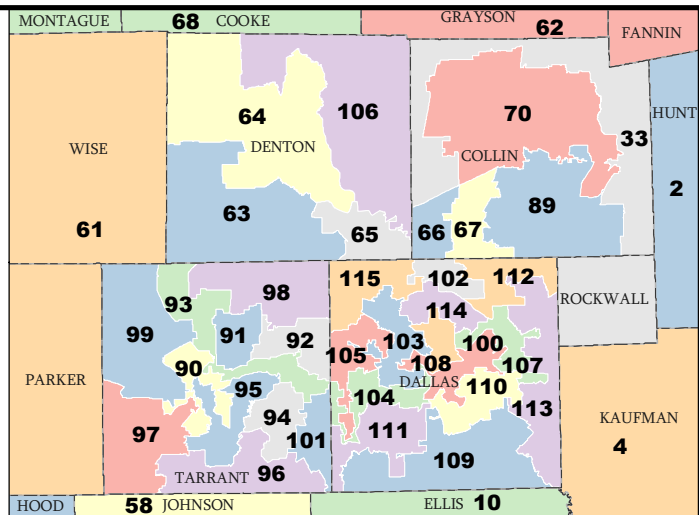 MONTAGUE 68 COOKE GRAYSON 62 FANNIN
64 106 70 HUNT
WISE DENTON COLLIN 33
61 63 65 66 67 89 2
115 102 112
93 98 114 ROCKWALL
99 91 92 105 103 100
90 108 107
PARKER 95 104 DALLAS 110
97 94 101 111 113 KAUFMAN
4
TARRANT 96 109
HOOD 58 JOHNSON ELLIS 10